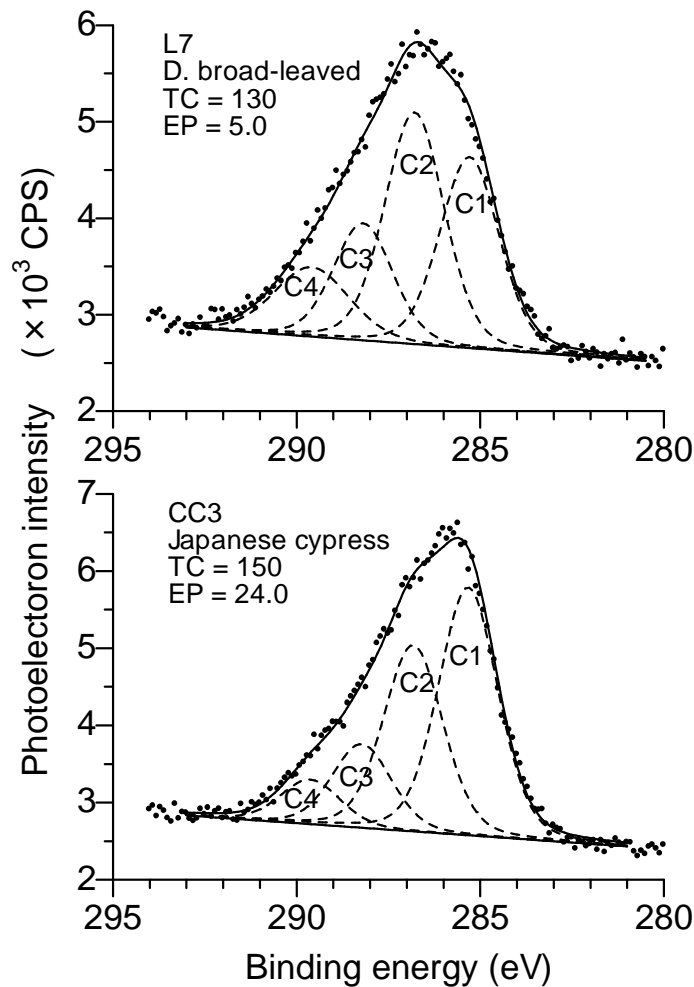 6
5
4
3
2
L7
D. broad-leaved
TC = 130
EP = 5.0
C2
C1
C3
C4
295
290
285
280
Photoelectoron intensity (×10³ CPS)
7
6
5
4
3
2
CC3
Japanese cypress
TC = 150
EP = 24.0
C1
C2
C3
C4
295
290
285
280
Binding energy (eV)